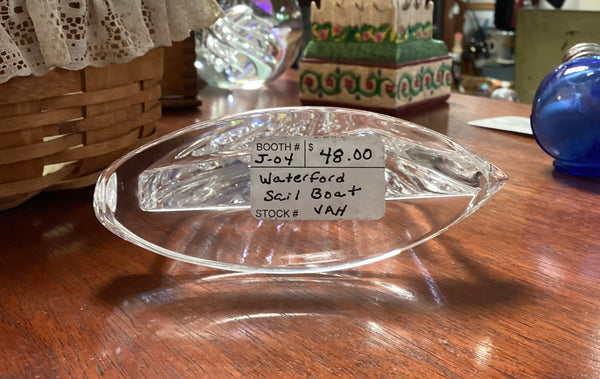 BOOTH # $
J-04 48.00
Waterford
Sail Boat
STOCK # VAH